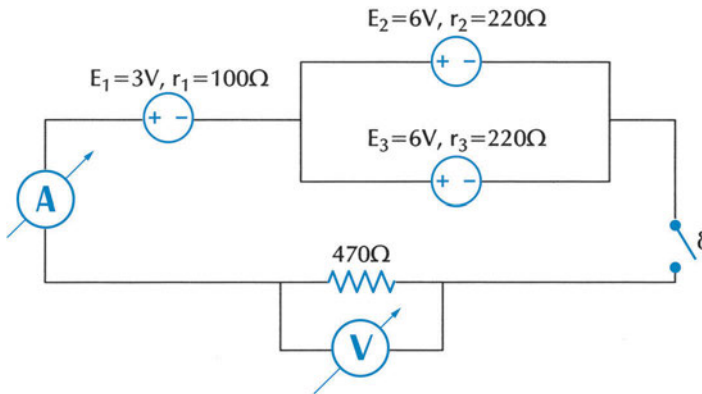 E₂=6V, r₂=220Ω
+ −
E₁=3V, r₁=100Ω
+ −
E₃=6V, r₃=220Ω
+ −
A
δ
470Ω
V